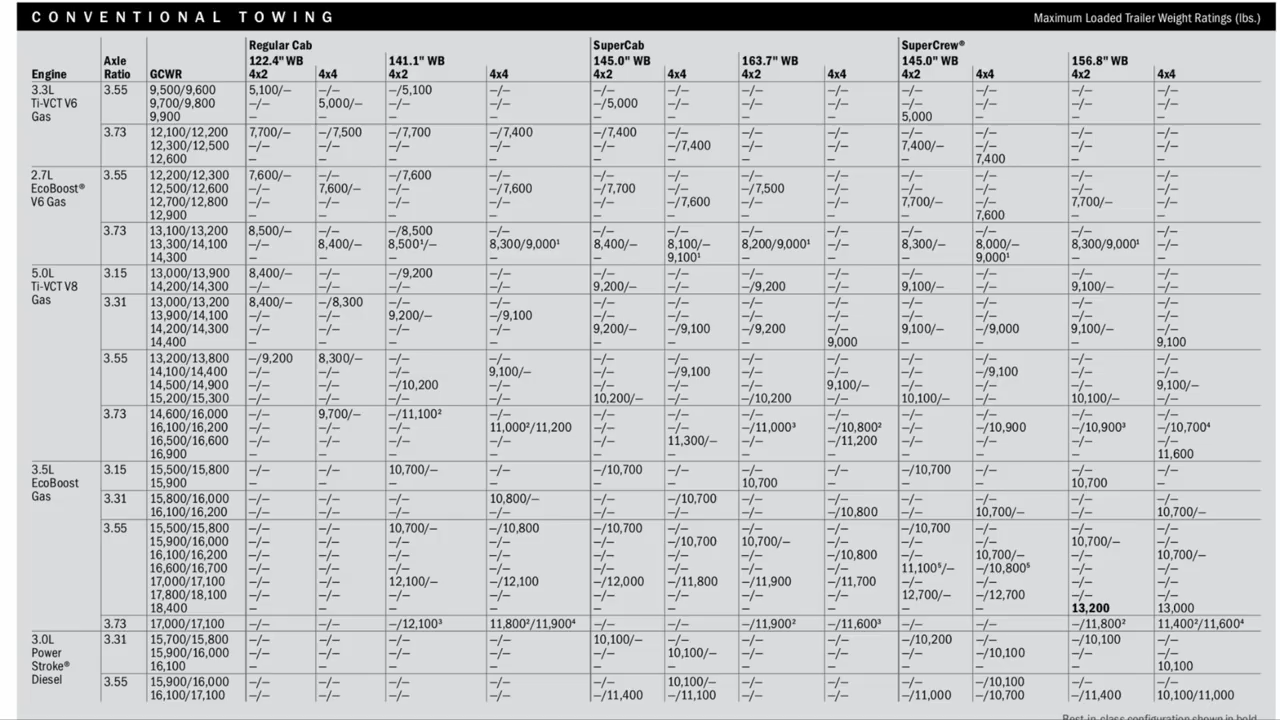 CONVENTIONAL TOWING Maximum Loaded Trailer Weight Ratings (lbs.)
Regular Cab SuperCab SuperCrew®
Axle 122.4" WB 141.1" WB 145.0" WB 163.7" WB 145.0" WB 156.8" WB
Engine Ratio GCWR 4x2 4x4 4x2 4x4 4x2 4x4 4x2 4x4 4x2 4x4 4x2 4x4
3.3L 3.55 9,500/9,600 5,100/– –/– –/5,100 –/– –/– –/– –/– –/– –/– –/– –/– –/–
Ti-VCT V6 9,700/9,800 –/– 5,000/– –/– –/– –/5,000 –/– –/– –/– –/– –/– –/– –/–
Gas 9,900 – – – – – – – – 5,000 – – –
3.73 12,100/12,200 7,700/– –/7,500 –/7,700 –/7,400 –/7,400 –/– –/– –/– –/– –/– –/– –/–
12,300/12,500 –/– –/– –/– –/– –/– –/7,400 –/– –/– 7,400/– –/– –/– –/–
12,600 – – – – – – – – – 7,400 – –
2.7L 3.55 12,200/12,300 7,600/– –/– –/7,600 –/– –/– –/– –/– –/– –/– –/– –/– –/–
EcoBoost® 12,500/12,600 –/– 7,600/– –/– –/7,600 –/7,700 –/– –/7,500 –/– –/– –/– –/– –/–
V6 Gas 12,700/12,800 –/– –/– –/– –/– –/– –/7,600 –/– –/– 7,700/– –/– 7,700/– –/–
12,900 – – – – – – – – – 7,600 – –
3.73 13,100/13,200 8,500/– –/– –/8,500 –/– –/– –/– –/– –/– –/– –/– –/– –/–
13,300/14,100 –/– 8,400/– 8,500¹/– 8,300/9,000¹ 8,400/– 8,100/– 8,200/9,000¹ –/– 8,300/– 8,000/– 8,300/9,000¹ –/–
14,300 – – – – – 9,100¹ – – – 9,000¹ – –
5.0L 3.15 13,000/13,900 8,400/– –/– –/9,200 –/– –/– –/– –/– –/– –/– –/– –/– –/–
Ti-VCT V8 14,200/14,300 –/– –/– –/– –/– 9,200/– –/– –/9,200 –/– 9,100/– –/– 9,100/– –/–
Gas 3.31 13,000/13,200 8,400/– –/8,300 –/– –/– –/– –/– –/– –/– –/– –/– –/– –/–
13,900/14,100 –/– –/– 9,200/– –/9,100 –/– –/– –/– –/– –/– –/– –/– –/–
14,200/14,300 –/– –/– –/– –/– 9,200/– –/9,100 –/9,200 –/– 9,100/– –/9,000 9,100/– –/–
14,400 – – – – – – – 9,000 – – – 9,100
3.55 13,200/13,800 –/9,200 8,300/– –/– –/– –/– –/– –/– –/– –/– –/– –/– –/–
14,100/14,400 –/– –/– –/– 9,100/– –/– –/9,100 –/– –/– –/– –/9,100 –/– –/–
14,500/14,900 –/– –/– –/10,200 –/– –/– –/– –/– 9,100/– –/– –/– –/– 9,100/–
15,200/15,300 –/– –/– –/– –/– 10,200/– –/– –/10,200 –/– 10,100/– –/– 10,100/– –/–
3.73 14,600/16,000 –/– 9,700/– –/11,100² –/– –/– –/– –/– –/– –/– –/– –/– –/–
16,100/16,200 –/– –/– –/– 11,000²/11,200 –/– –/– –/11,000³ –/10,800² –/– –/10,900 –/10,900³ –/10,700⁴
16,500/16,600 –/– –/– –/– –/– –/– 11,300/– –/– –/11,200 –/– –/– –/– –/–
16,900 – – – – – – – – – – – 11,600
3.5L 3.15 15,500/15,800 –/– –/– 10,700/– –/– –/10,700 –/– –/– –/– –/10,700 –/– –/– –/–
EcoBoost 15,900 – – – – – – 10,700 – – – 10,700 –
Gas 3.31 15,800/16,000 –/– –/– –/– 10,800/– –/– –/10,700 –/– –/– –/– –/– –/– –/–
16,100/16,200 –/– –/– –/– –/– –/– –/– –/– –/10,800 –/– 10,700/– –/– 10,700/–
3.55 15,500/15,800 –/– –/– 10,700/– –/10,800 –/10,700 –/– –/– –/– –/10,700 –/– –/– –/–
15,900/16,000 –/– –/– –/– –/– –/– –/10,700 10,700/– –/– –/– –/– 10,700/– –/–
16,100/16,200 –/– –/– –/– –/– –/– –/– –/– –/10,800 –/– 10,700/– –/– 10,700/–
16,600/16,700 –/– –/– –/– –/– –/– –/– –/– –/– 11,100⁵/– –/10,800⁵ –/– –/–
17,000/17,100 –/– –/– 12,100/– –/12,100 –/12,000 –/11,800 –/11,900 –/11,700 –/– –/– –/– –/–
17,800/18,100 –/– –/– –/– –/– –/– –/– –/– –/– 12,700/– –/12,700 –/– –/–
18,400 – – – – – – – – – – 13,200 13,000
3.73 17,000/17,100 –/– –/– –/12,100³ 11,800²/11,900⁴ –/– –/– –/11,900² –/11,600³ –/– –/– –/11,800² 11,400²/11,600⁴
3.0L 3.31 15,700/15,800 –/– –/– –/– –/– 10,100/– –/– –/– –/– –/10,200 –/– –/10,100 –/–
Power 15,900/16,000 –/– –/– –/– –/– –/– 10,100/– –/– –/– –/– –/10,100 –/– –/–
Stroke® 16,100 – – – – – – – – – – – 10,100
Diesel 3.55 15,900/16,000 –/– –/– –/– –/– –/– 10,100/– –/– –/– –/– –/10,100 –/– –/–
16,100/17,100 –/– –/– –/– –/– –/11,400 –/11,100 –/– –/– –/11,000 –/10,700 –/11,400 10,100/11,000
Best-in-class configuration shown in bold